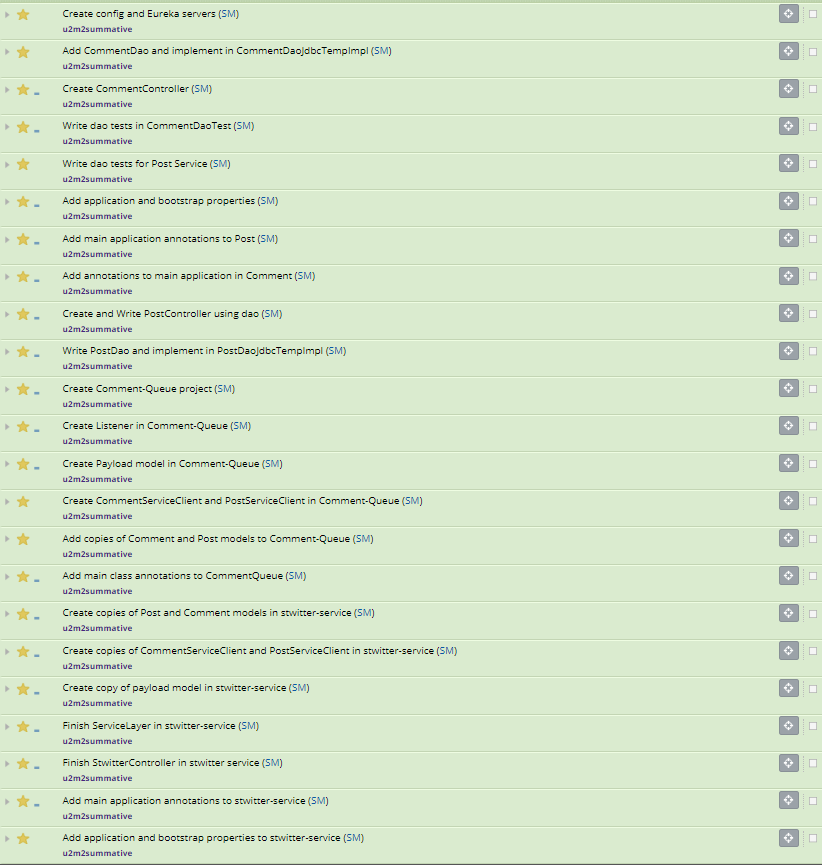 Create config and Eureka servers (SM)
u2m2summative
Add CommentDao and implement in CommentDaoJdbcTempImpl (SM)
u2m2summative
Create CommentController (SM)
u2m2summative
Write dao tests in CommentDaoTest (SM)
u2m2summative
Write dao tests for Post Service (SM)
u2m2summative
Add application and bootstrap properties (SM)
u2m2summative
Add main application annotations to Post (SM)
u2m2summative
Add annotations to main application in Comment (SM)
u2m2summative
Create and Write PostController using dao (SM)
u2m2summative
Write PostDao and implement in PostDaoJdbcTempImpl (SM)
u2m2summative
Create Comment-Queue project (SM)
u2m2summative
Create Listener in Comment-Queue (SM)
u2m2summative
Create Payload model in Comment-Queue (SM)
u2m2summative
Create CommentServiceClient and PostServiceClient in Comment-Queue (SM)
u2m2summative
Add copies of Comment and Post models to Comment-Queue (SM)
u2m2summative
Add main class annotations to CommentQueue (SM)
u2m2summative
Create copies of Post and Comment models in stwitter-service (SM)
u2m2summative
Create copies of CommentServiceClient and PostServiceClient in stwitter-service (SM)
u2m2summative
Create copy of payload model in stwitter-service (SM)
u2m2summative
Finish ServiceLayer in stwitter-service (SM)
u2m2summative
Finish StwitterController in stwitter service (SM)
u2m2summative
Add main application annotations to stwitter-service (SM)
u2m2summative
Add application and bootstrap properties to stwitter-service (SM)
u2m2summative